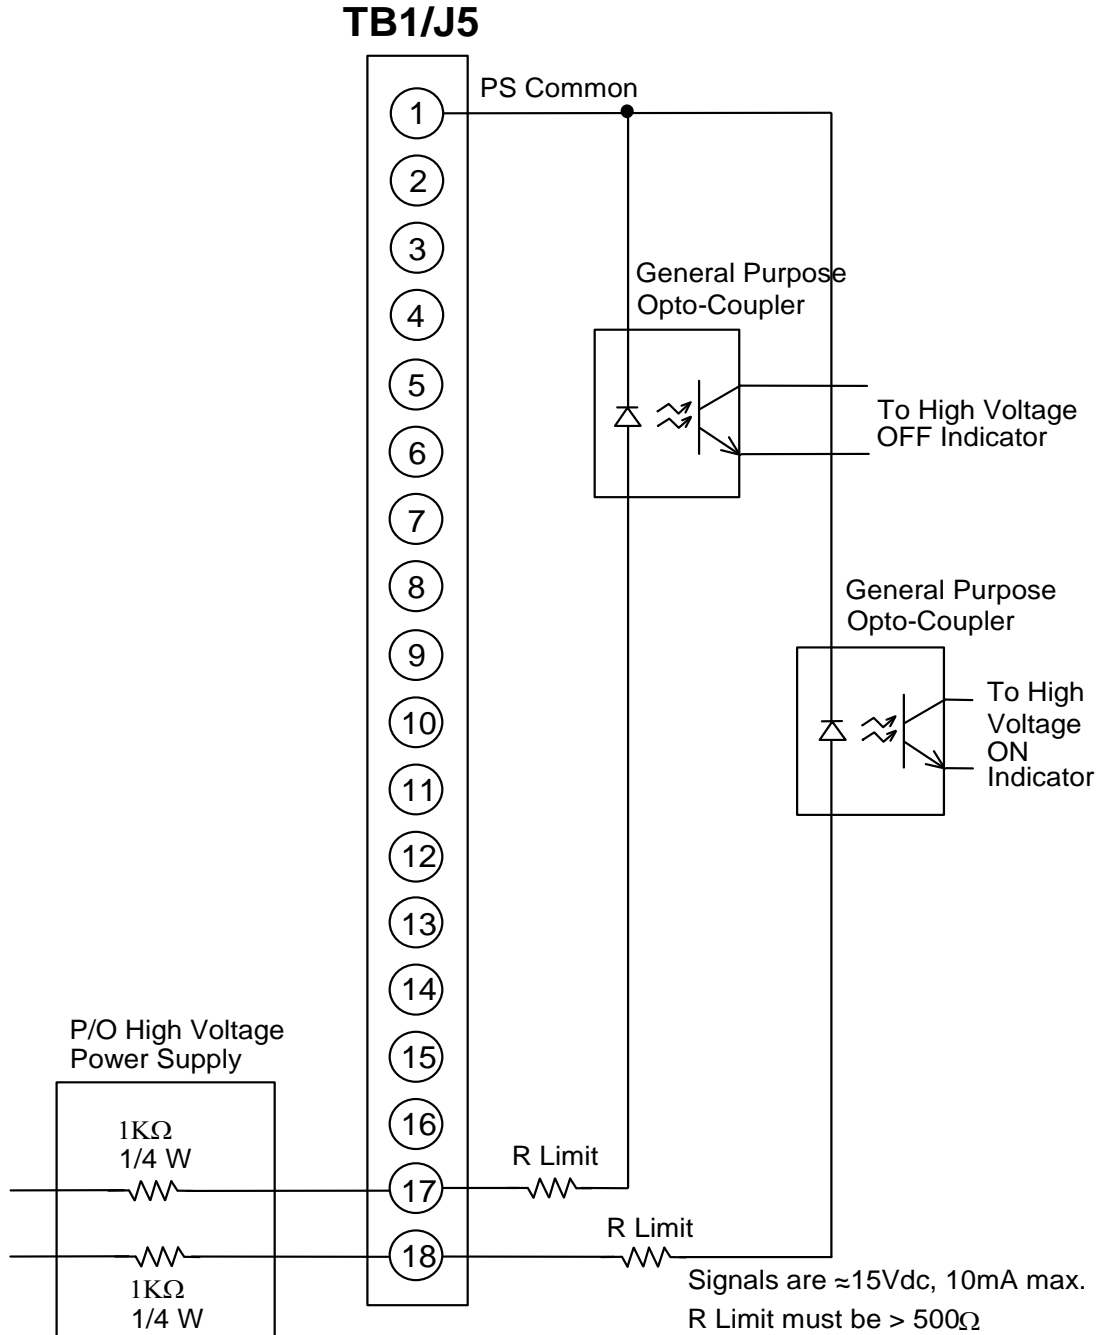 TB1/J5
PS Common
1
2
3
4
5
6
7
8
9
10
11
12
13
14
15
16
17
18
General Purpose
Opto-Coupler
To High Voltage
OFF Indicator
General Purpose
Opto-Coupler
To High
Voltage
ON
Indicator
P/O High Voltage
Power Supply
1KΩ
1/4 W
R Limit
R Limit
1KΩ
1/4 W
Signals are ≈15Vdc, 10mA max.
R Limit must be > 500Ω